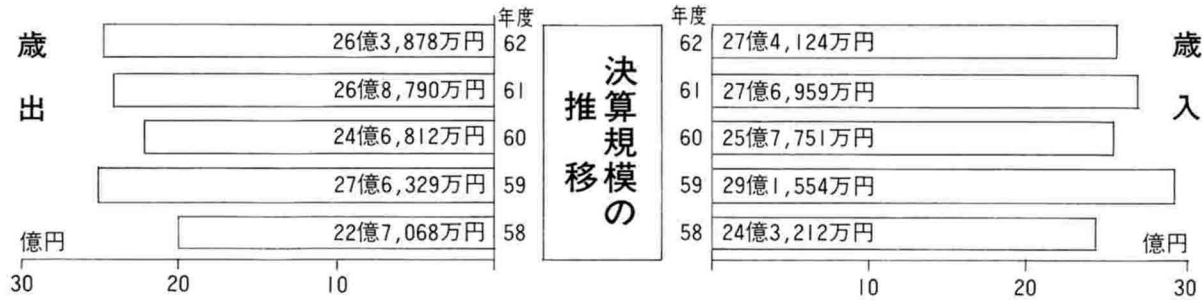 歳出
年度
26億3,878万円 62
26億8,790万円 61
24億6,812万円 60
27億6,329万円 59
22億7,068万円 58
億円
30 20 10
決算規模の
推移
年度
歳入
62 27億4,124万円
61 27億6,959万円
60 25億7,751万円
59 29億1,554万円
58 24億3,212万円
億円
10 20 30